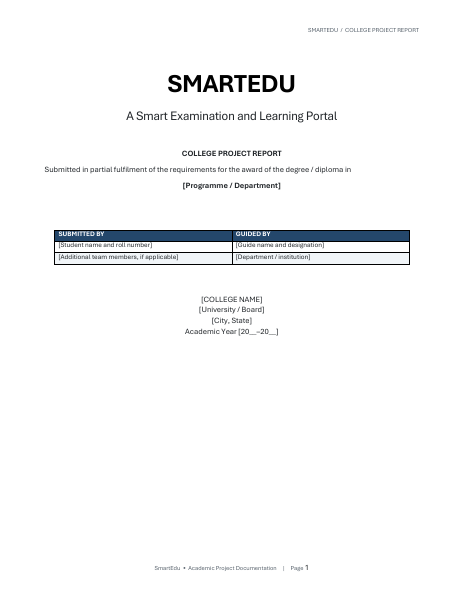 SMARTEDU / COLLEGE PROJECT REPORT
SMARTEDU
A Smart Examination and Learning Portal
COLLEGE PROJECT REPORT
Submitted in partial fulfilment of the requirements for the award of the degree / diploma in
[Programme / Department]
SUBMITTED BY GUIDED BY
[Student name and roll number] [Guide name and designation]
[Additional team members, if applicable] [Department / institution]
[COLLEGE NAME]
[University / Board]
[City, State]
Academic Year [20__–20__]
SmartEdu • Academic Project Documentation | Page 1